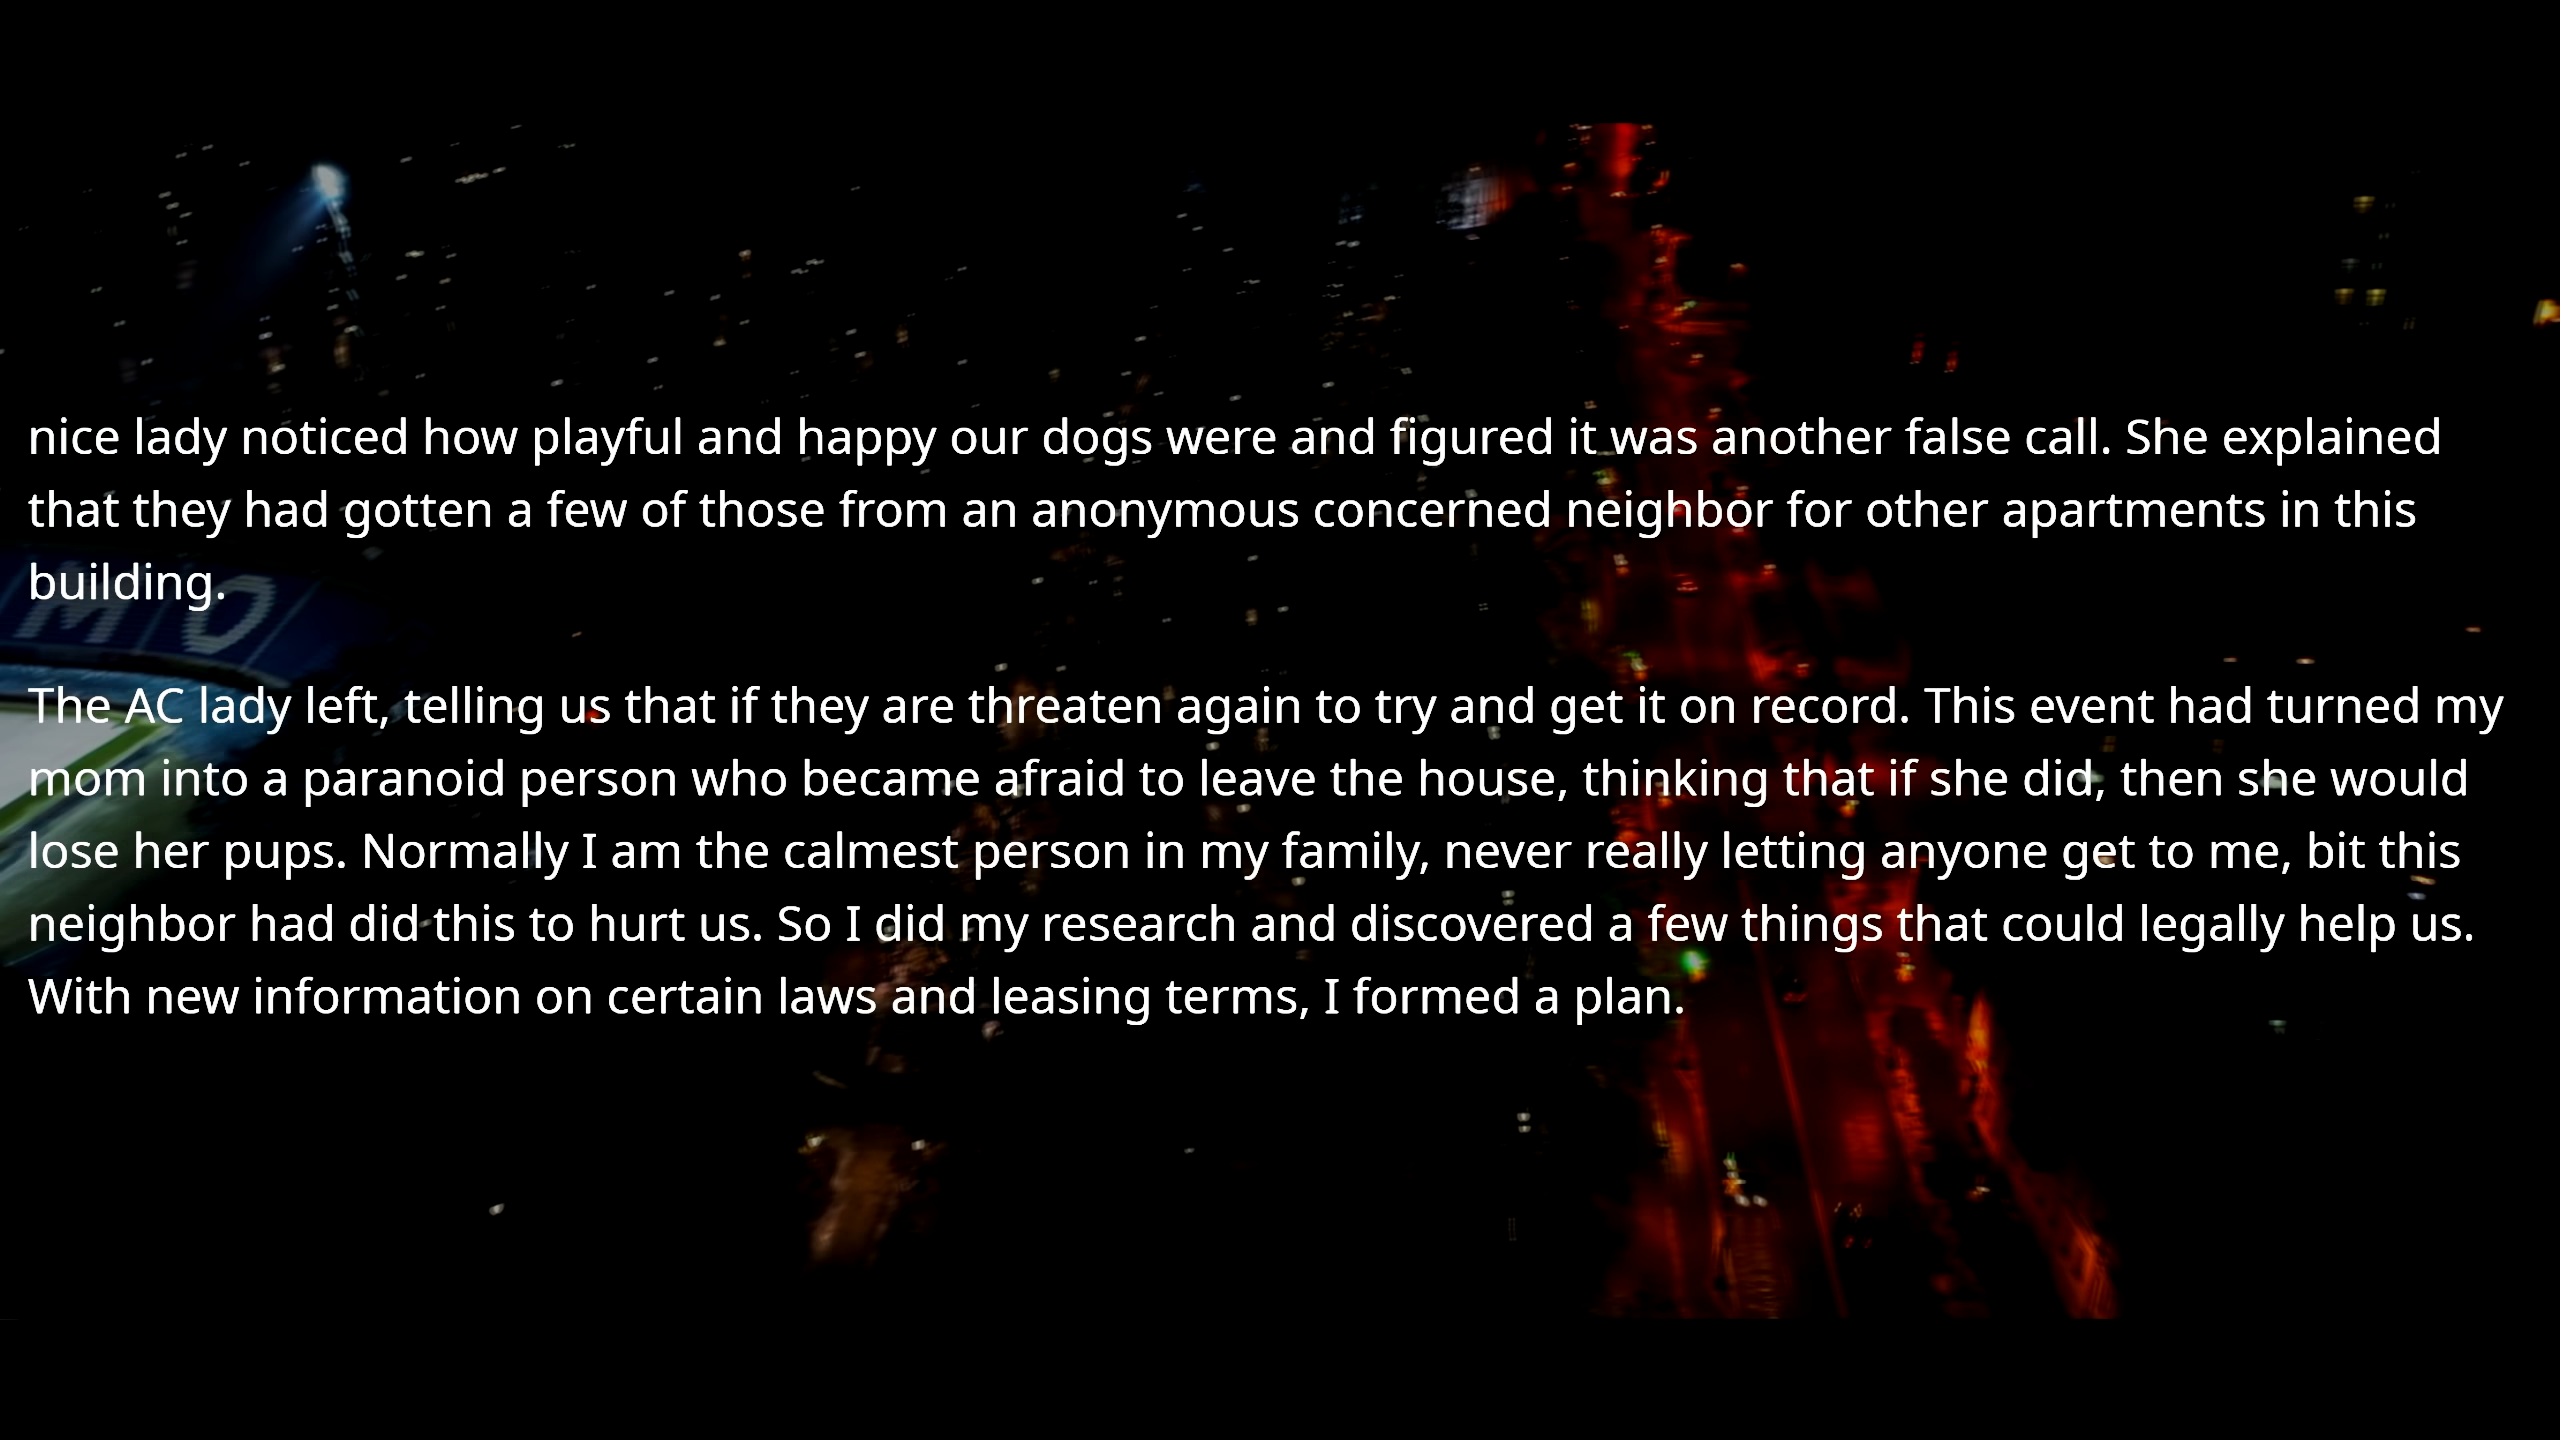 nice lady noticed how playful and happy our dogs were and figured it was another false call. She explained
that they had gotten a few of those from an anonymous concerned neighbor for other apartments in this
building.
M O
The AC lady left, telling us that if they are threaten again to try and get it on record. This event had turned my
mom into a paranoid person who became afraid to leave the house, thinking that if she did, then she would
lose her pups. Normally I am the calmest person in my family, never really letting anyone get to me, bit this
neighbor had did this to hurt us. So I did my research and discovered a few things that could legally help us.
With new information on certain laws and leasing terms, I formed a plan.